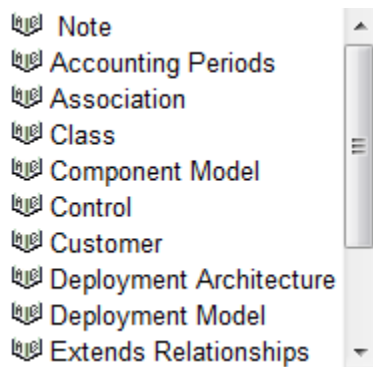 Note
Accounting Periods
Association
Class
Component Model
Control
Customer
Deployment Architecture
Deployment Model
Extends Relationships